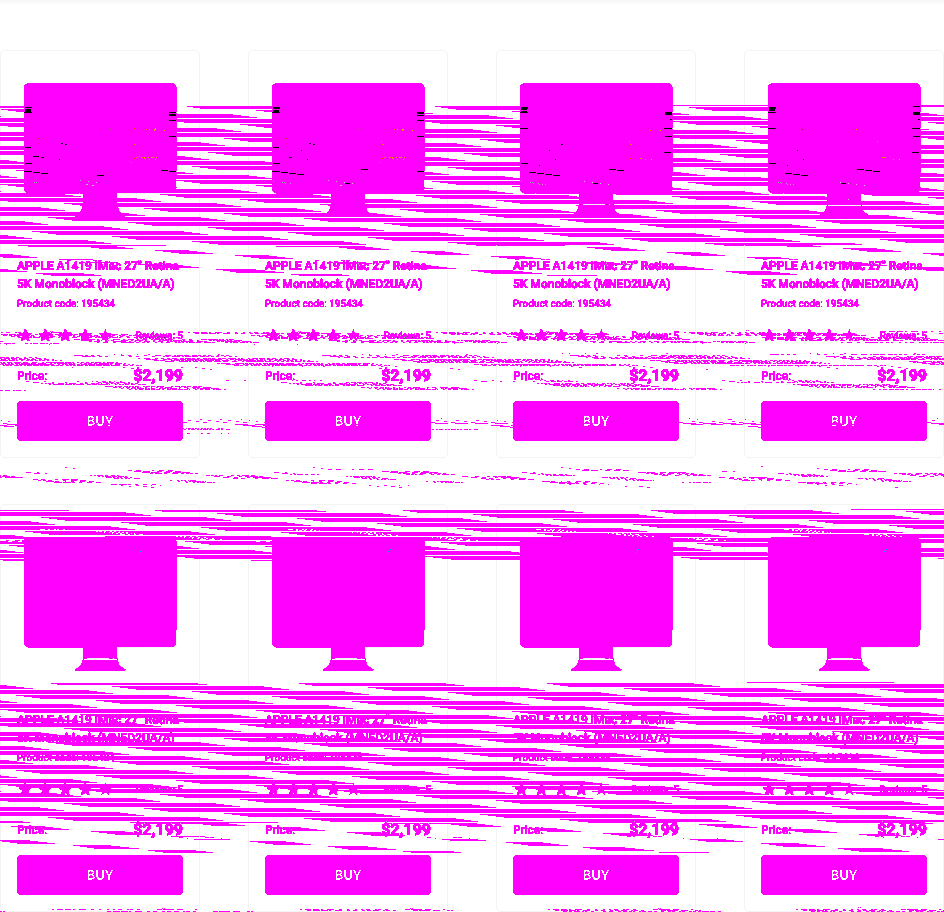 APPLE A1419 iMac 27" Retina
5K Monoblock (MNED2UA/A)
Product code: 195434
Reviews: 5
Price:
$2,199
BUY
APPLE A1419 iMac 27" Retina
5K Monoblock (MNED2UA/A)
Product code: 195434
Reviews: 5
Price:
$2,199
BUY
APPLE A1419 iMac 27" Retina
5K Monoblock (MNED2UA/A)
Product code: 195434
Reviews: 5
Price:
$2,199
BUY
APPLE A1419 iMac 27" Retina
5K Monoblock (MNED2UA/A)
Product code: 195434
Reviews: 5
Price:
$2,199
BUY
APPLE A1419 iMac 27" Retina
5K Monoblock (MNED2UA/A)
Product code:
Reviews: 5
Price:
$2,199
BUY
APPLE A1419 iMac 27" Retina
5K Monoblock (MNED2UA/A)
Product code:
Price:
$2,199
BUY
APPLE A1419 iMac 27" Retina
5K Monoblock (MNED2UA/A)
Product code:
Reviews: 5
Price:
$2,199
BUY
APPLE A1419 iMac 27" Retina
5K Monoblock (MNED2UA/A)
Product code:
Reviews: 5
Price:
$2,199
BUY